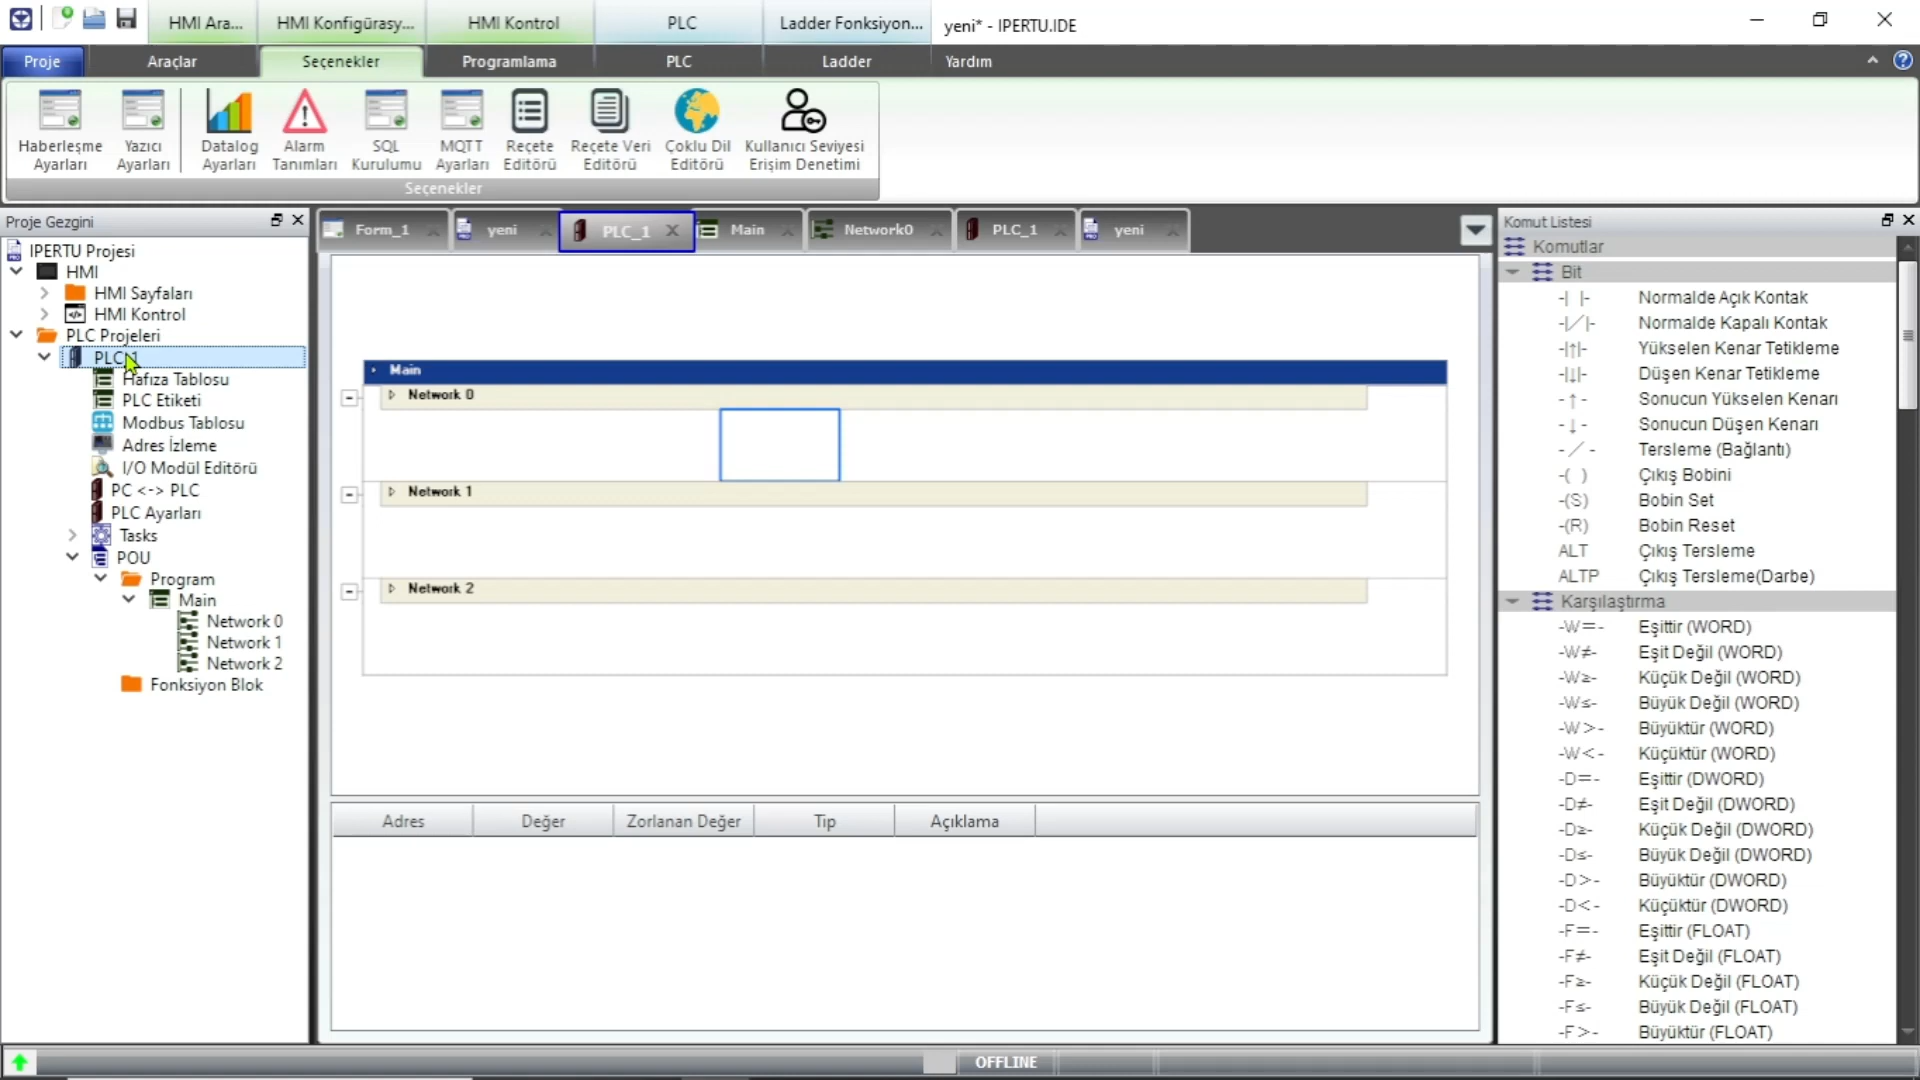 HMI Ara...
HMI Konfigürasy...
HMI Kontrol
PLC
Ladder Fonksiyon...
yeni* - IPERTU.IDE
Proje
Araçlar
Seçenekler
Programlama
PLC
Ladder
Yardım
Haberleşme Ayarları
Yazıcı Ayarları
Datalog Ayarları
Alarm Tanımları
SQL Kurulumu
MQTT Ayarları
Reçete Editörü
Reçete Veri Editörü
Çoklu Dil Editörü
Kullanıcı Seviyesi Erişim Denetimi
Seçenekler
Proje Gezgini
IPERTU Projesi
HMI
HMI Sayfaları
HMI Kontrol
PLC Projeleri
PLC_1
Hafıza Tablosu
PLC Etiketi
Modbus Tablosu
Adres İzleme
I/O Modül Editörü
PC <-> PLC
PLC Ayarları
Tasks
POU
Program
Main
Network 0
Network 1
Network 2
Fonksiyon Blok
Form_1
yeni
PLC_1
Main
Network0
PLC_1
yeni
Main
Network 0
Network 1
Network 2
Adres
Değer
Zorlanan Değer
Tip
Açıklama
Komut Listesi
Komutlar
Bit
-| |- Normalde Açık Kontak
-|/|- Normalde Kapalı Kontak
-|↑|- Yükselen Kenar Tetikleme
-|↓|- Düşen Kenar Tetikleme
-↑- Sonucun Yükselen Kenarı
-↓- Sonucun Düşen Kenarı
-/- Tersleme (Bağlantı)
-( ) Çıkış Bobini
-(S) Bobin Set
-(R) Bobin Reset
ALT Çıkış Tersleme
ALTP Çıkış Tersleme(Darbe)
Karşılaştırma
-W=- Eşittir (WORD)
-W≠- Eşit Değil (WORD)
-W≥- Küçük Değil (WORD)
-W≤- Büyük Değil (WORD)
-W>- Büyüktür (WORD)
-W<- Küçüktür (WORD)
-D=- Eşittir (DWORD)
-D≠- Eşit Değil (DWORD)
-D≥- Küçük Değil (DWORD)
-D≤- Büyük Değil (DWORD)
-D>- Büyüktür (DWORD)
-D<- Küçüktür (DWORD)
-F=- Eşittir (FLOAT)
-F≠- Eşit Değil (FLOAT)
-F≥- Küçük Değil (FLOAT)
-F≤- Büyük Değil (FLOAT)
-F>- Büyüktür (FLOAT)
OFFLINE